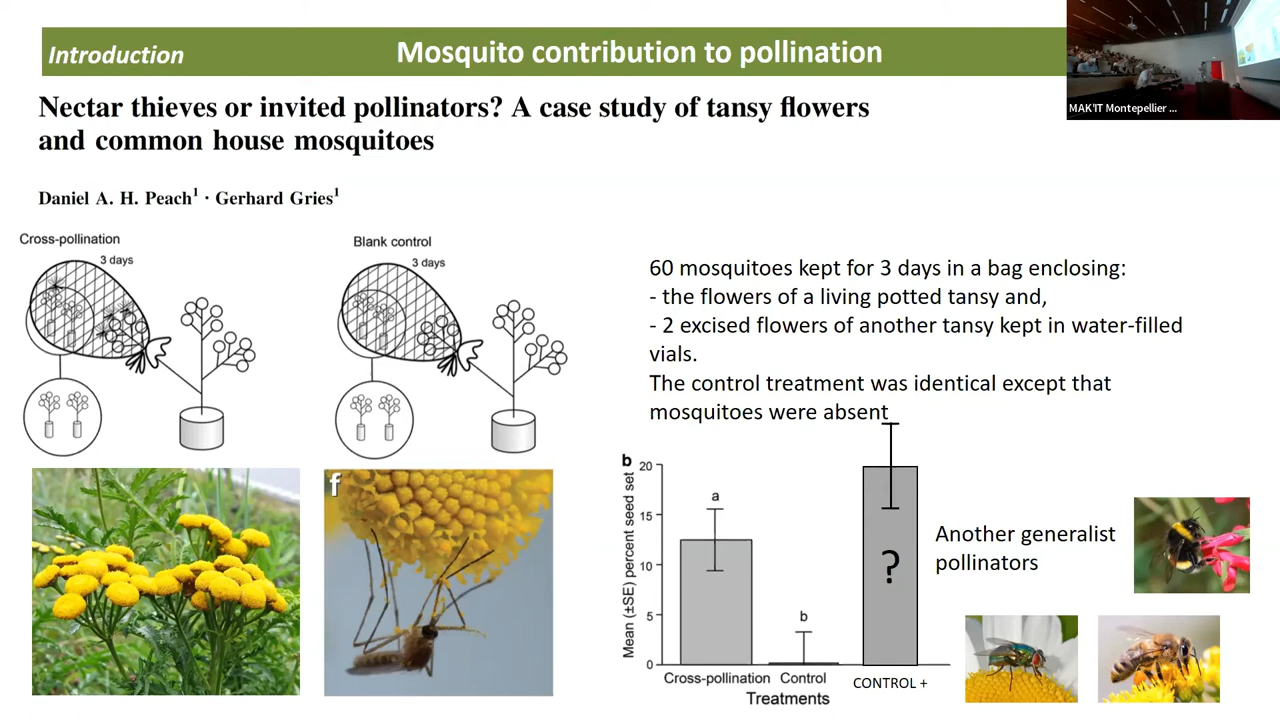 Introduction
Mosquito contribution to pollination
MAK'IT Montepellier ...
Nectar thieves or invited pollinators? A case study of tansy flowers
and common house mosquitoes
Daniel A. H. Peach1 · Gerhard Gries1
Cross-pollination
3 days
Blank control
3 days
60 mosquitoes kept for 3 days in a bag enclosing:
- the flowers of a living potted tansy and,
- 2 excised flowers of another tansy kept in water-filled
vials.
The control treatment was identical except that
mosquitoes were absent
f
b
Mean (±SE) percent seed set
20
15
10
5
0
a
b
?
Cross-pollination
Control
CONTROL +
Treatments
Another generalist
pollinators